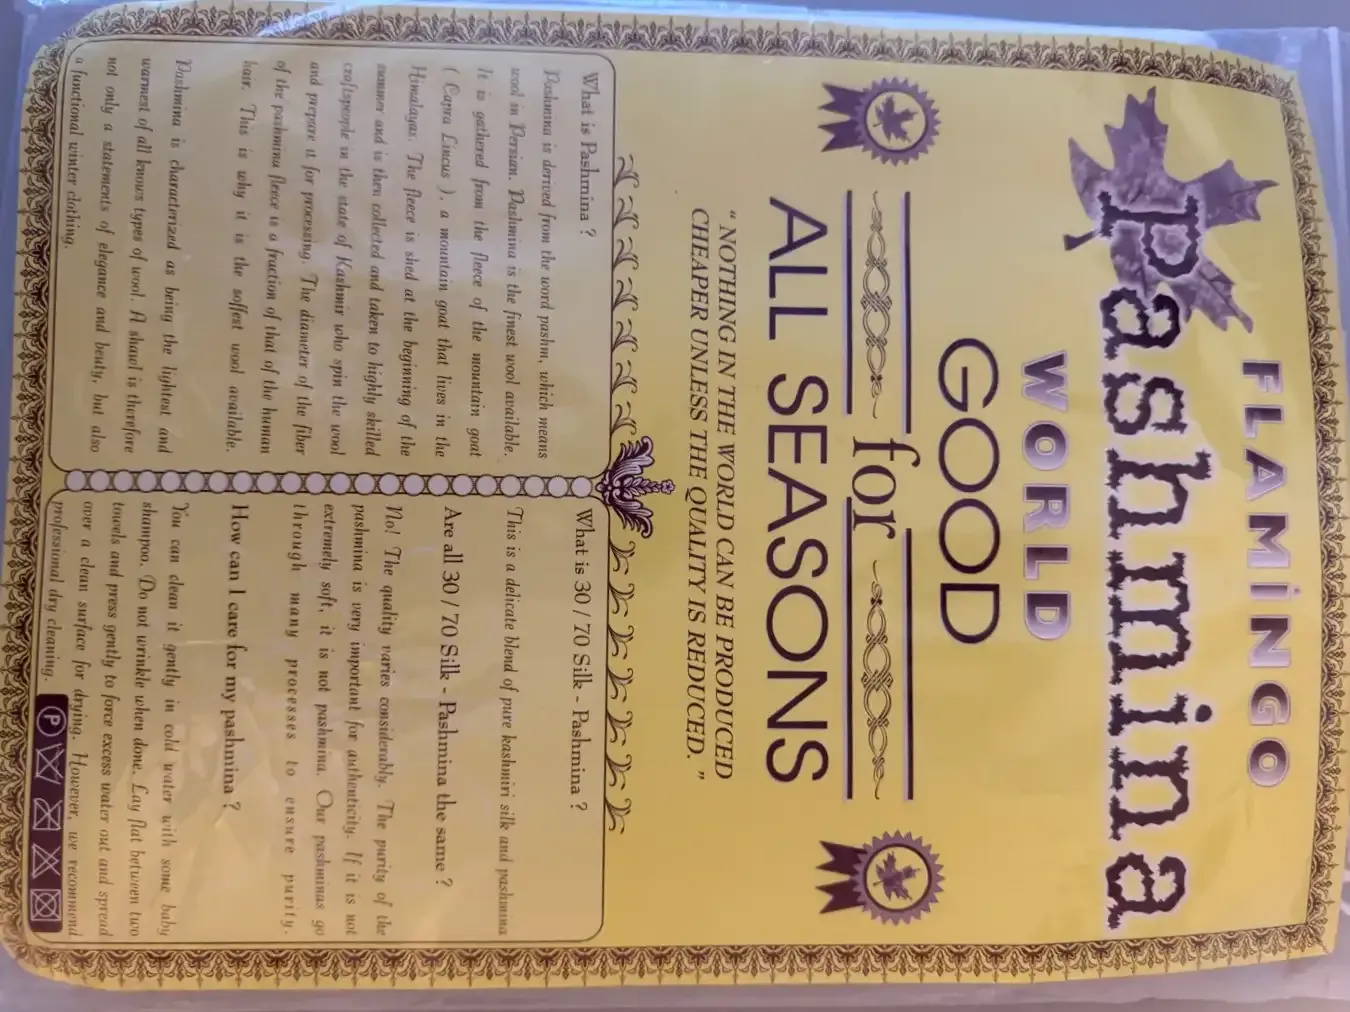 FLAMiNGO
Pashmina
WORLD
GOOD
for
ALL SEASONS
“ NOTHING IN THE WORLD CAN BE PRODUCED
CHEAPER UNLESS THE QUALITY IS REDUCED. ”
What is Pashmina ?
Pashmina is derived from the word pashm, which means
wool in Persian. Pashmina is the finest wool available.
It is gathered from the fleece of the mountain goat
( Capra Lincus ), a mountain goat that lives in the
Himalayas. The fleece is shed at the beginning of the
summer and is then collected and taken to highly skilled
craftspeople in the state of Kashmir who spin the wool
and prepare it for processing. The diameter of the fiber
of the pashmina fleece is a fraction of that of the human
hair. This is why it is the soffest wool available.
Pashmina is characterized as being the lightest and
warmest of all knows types of wool. A shawl is therefore
not only a statements of elegance and beuty, but also
a functional winter clothing.
What is 30 / 70 Silk - Pashmina ?
This is a delicate blend of pure kashmiri silk and pashmina
Are all 30 / 70 Silk - Pashmina the same ?
No! The quality varies considerably. The purity of the
pashmina is very important for authenticity. If it is not
extremely soft, it is not pashmina. Our pashminas go
through many processes to ensure purity.
How can I care for my pashmina ?
You can clean it gently in cold water with some baby
shampoo. Do not wrinkle when done. Lay flat between two
towels and press gently to force excess water out and spread
over a clean surface for drying. However, we recommend
professional dry cleaning.
P